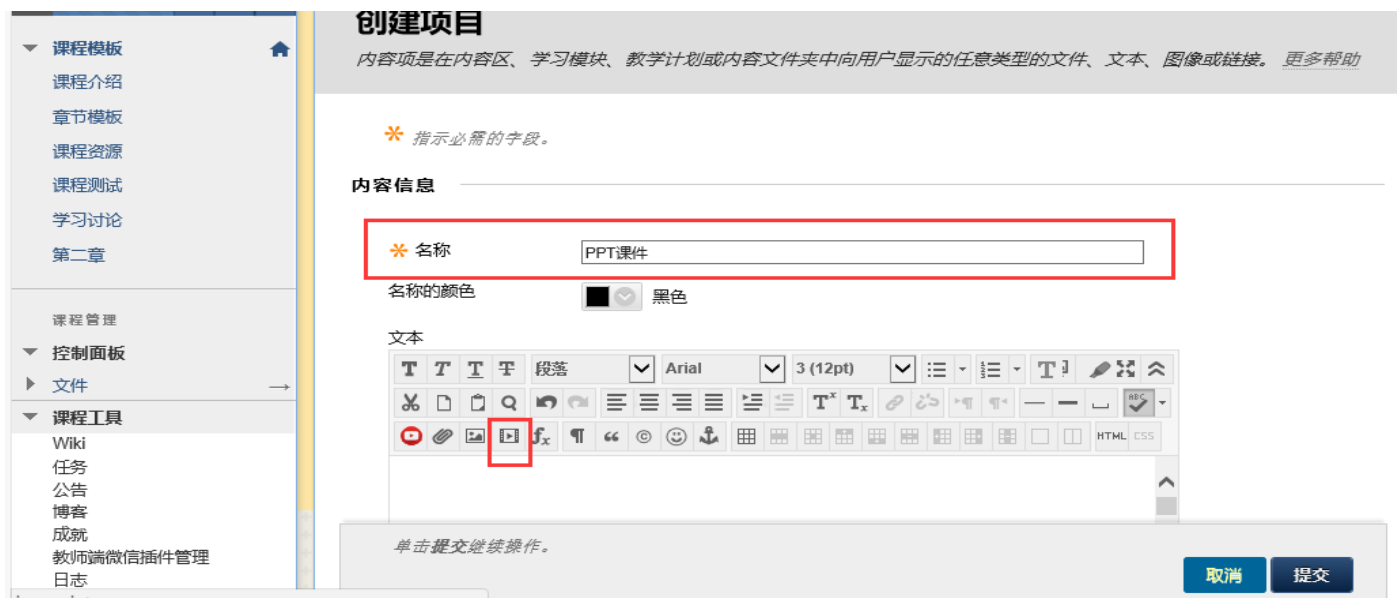 课程模板
课程介绍
章节模板
课程资源
课程测试
学习讨论
第二章
课程管理
控制面板
文件
课程工具
Wiki
任务
公告
博客
成就
教师端微信插件管理
日志
创建项目
内容项是在内容区、学习模块、教学计划或内容文件夹中向用户显示的任意类型的文件、文本、图像或链接。 更多帮助
指示必需的字段。
内容信息
名称 PPT课件
名称的颜色 黑色
文本
T T T T 段落 Arial 3 (12pt) T
Tx Tx ABC
fx ¶ “ © HTML CSS
单击提交继续操作。
取消 提交